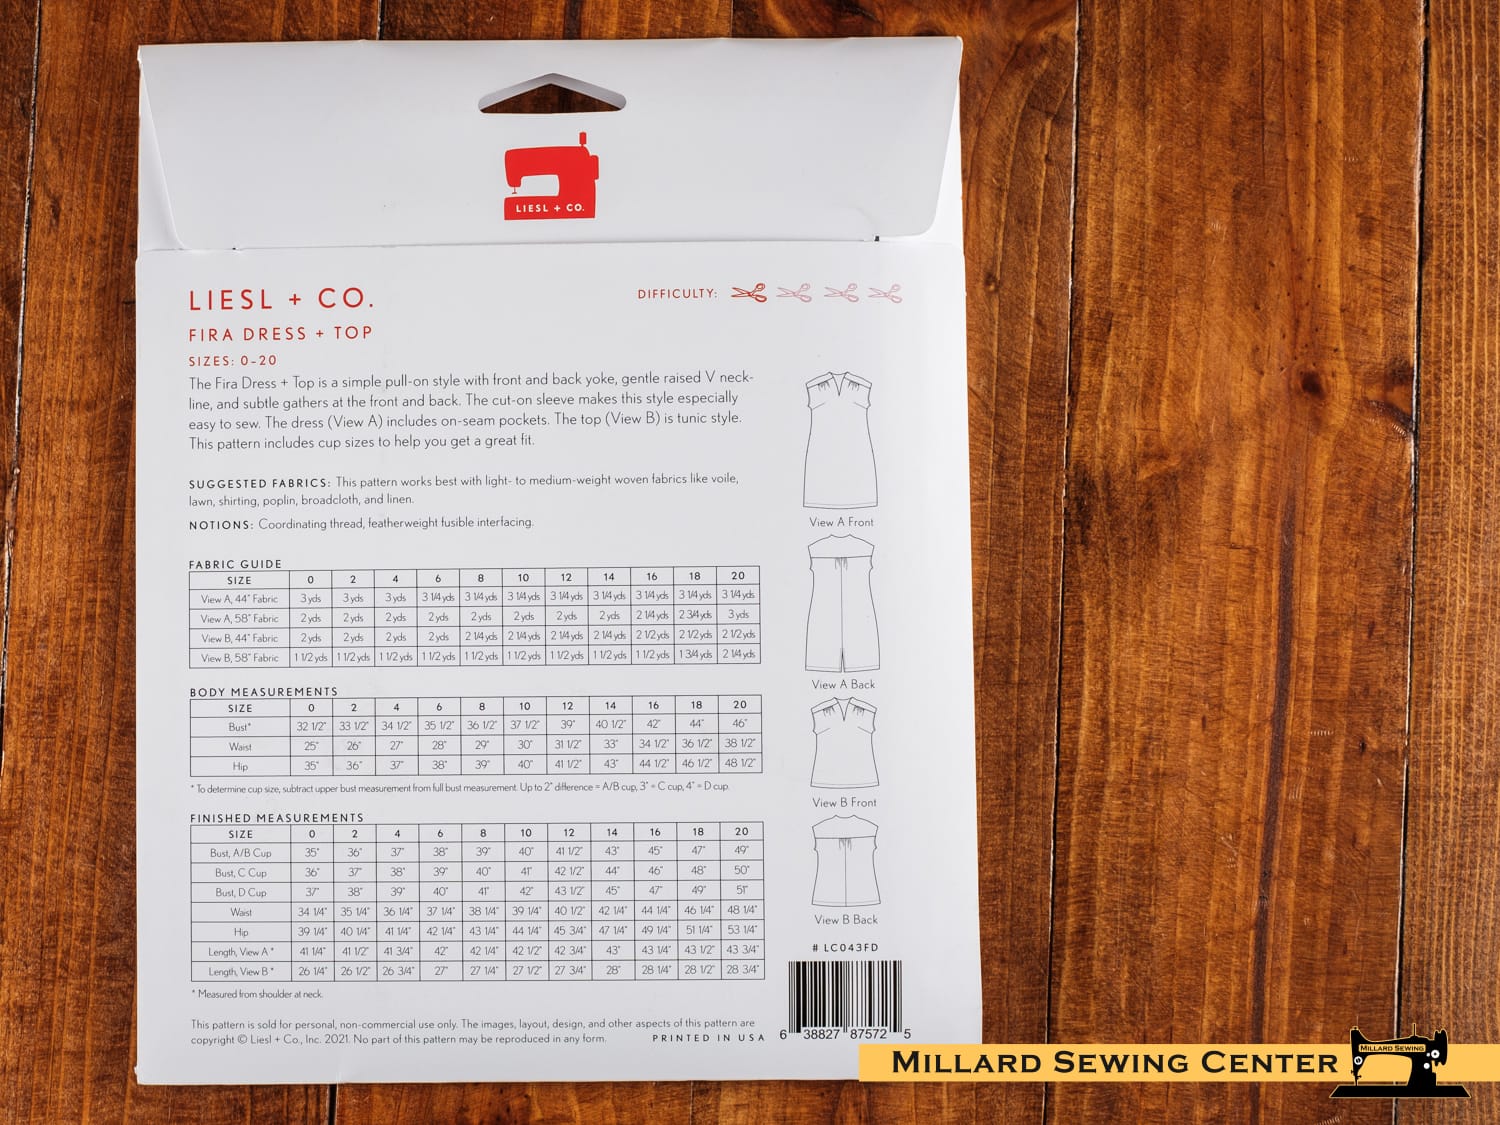 LIESL + CO.
LIESL + CO.
DIFFICULTY:
FIRA DRESS + TOP
SIZES: 0–20
The Fira Dress + Top is a simple pull-on style with front and back yoke, gentle raised V neck-
line, and subtle gathers at the front and back. The cut-on sleeve makes this style especially
easy to sew. The dress (View A) includes on-seam pockets. The top (View B) is tunic style.
This pattern includes cup sizes to help you get a great fit.
SUGGESTED FABRICS: This pattern works best with light- to medium-weight woven fabrics like voile,
lawn, shirting, poplin, broadcloth, and linen.
NOTIONS: Coordinating thread, featherweight fusible interfacing.
FABRIC GUIDE
SIZE 0 2 4 6 8 10 12 14 16 18 20
View A, 44" Fabric 3 yds 3 yds 3 yds 3 1/4 yds 3 1/4 yds 3 1/4 yds 3 1/4 yds 3 1/4 yds 3 1/4 yds 3 1/4 yds 3 1/4 yds
View A, 58" Fabric 2 yds 2 yds 2 yds 2 yds 2 yds 2 yds 2 yds 2 yds 2 1/4 yds 2 3/4 yds 3 yds
View B, 44" Fabric 2 yds 2 yds 2 yds 2 yds 2 1/4 yds 2 1/4 yds 2 1/4 yds 2 1/4 yds 2 1/2 yds 2 1/2 yds 2 1/2 yds
View B, 58" Fabric 1 1/2 yds 1 1/2 yds 1 1/2 yds 1 1/2 yds 1 1/2 yds 1 1/2 yds 1 1/2 yds 1 1/2 yds 1 1/2 yds 1 3/4 yds 2 1/4 yds
BODY MEASUREMENTS
SIZE 0 2 4 6 8 10 12 14 16 18 20
Bust* 32 1/2" 33 1/2" 34 1/2" 35 1/2" 36 1/2" 37 1/2" 39" 40 1/2" 42" 44" 46"
Waist 25" 26" 27" 28" 29" 30" 31 1/2" 33" 34 1/2" 36 1/2" 38 1/2"
Hip 35" 36" 37" 38" 39" 40" 41 1/2" 43" 44 1/2" 46 1/2" 48 1/2"
* To determine cup size, subtract upper bust measurement from full bust measurement. Up to 2" difference = A/B cup, 3" = C cup, 4" = D cup.
FINISHED MEASUREMENTS
SIZE 0 2 4 6 8 10 12 14 16 18 20
Bust, A/B Cup 35" 36" 37" 38" 39" 40" 41 1/2" 43" 45" 47" 49"
Bust, C Cup 36" 37" 38" 39" 40" 41" 42 1/2" 44" 46" 48" 50"
Bust, D Cup 37" 38" 39" 40" 41" 42" 43 1/2" 45" 47" 49" 51"
Waist 34 1/4" 35 1/4" 36 1/4" 37 1/4" 38 1/4" 39 1/4" 40 1/2" 42 1/4" 44 1/4" 46 1/4" 48 1/4"
Hip 39 1/4" 40 1/4" 41 1/4" 42 1/4" 43 1/4" 44 1/4" 45 3/4" 47 1/4" 49 1/4" 51 1/4" 53 1/4"
Length, View A * 41 1/4" 41 1/2" 41 3/4" 42" 42 1/4" 42 1/2" 42 3/4" 43" 43 1/4" 43 1/2" 43 3/4"
Length, View B * 26 1/4" 26 1/2" 26 3/4" 27" 27 1/4" 27 1/2" 27 3/4" 28" 28 1/4" 28 1/2" 28 3/4"
* Measured from shoulder at neck.
This pattern is sold for personal, non-commercial use only. The images, layout, design, and other aspects of this pattern are
copyright © Liesl + Co., Inc. 2021. No part of this pattern may be reproduced in any form.
PRINTED IN USA
View A Front
View A Back
View B Front
View B Back
# LC043FD
6 38827 87572 5
MILLARD SEWING CENTER
MILLARD SEWING